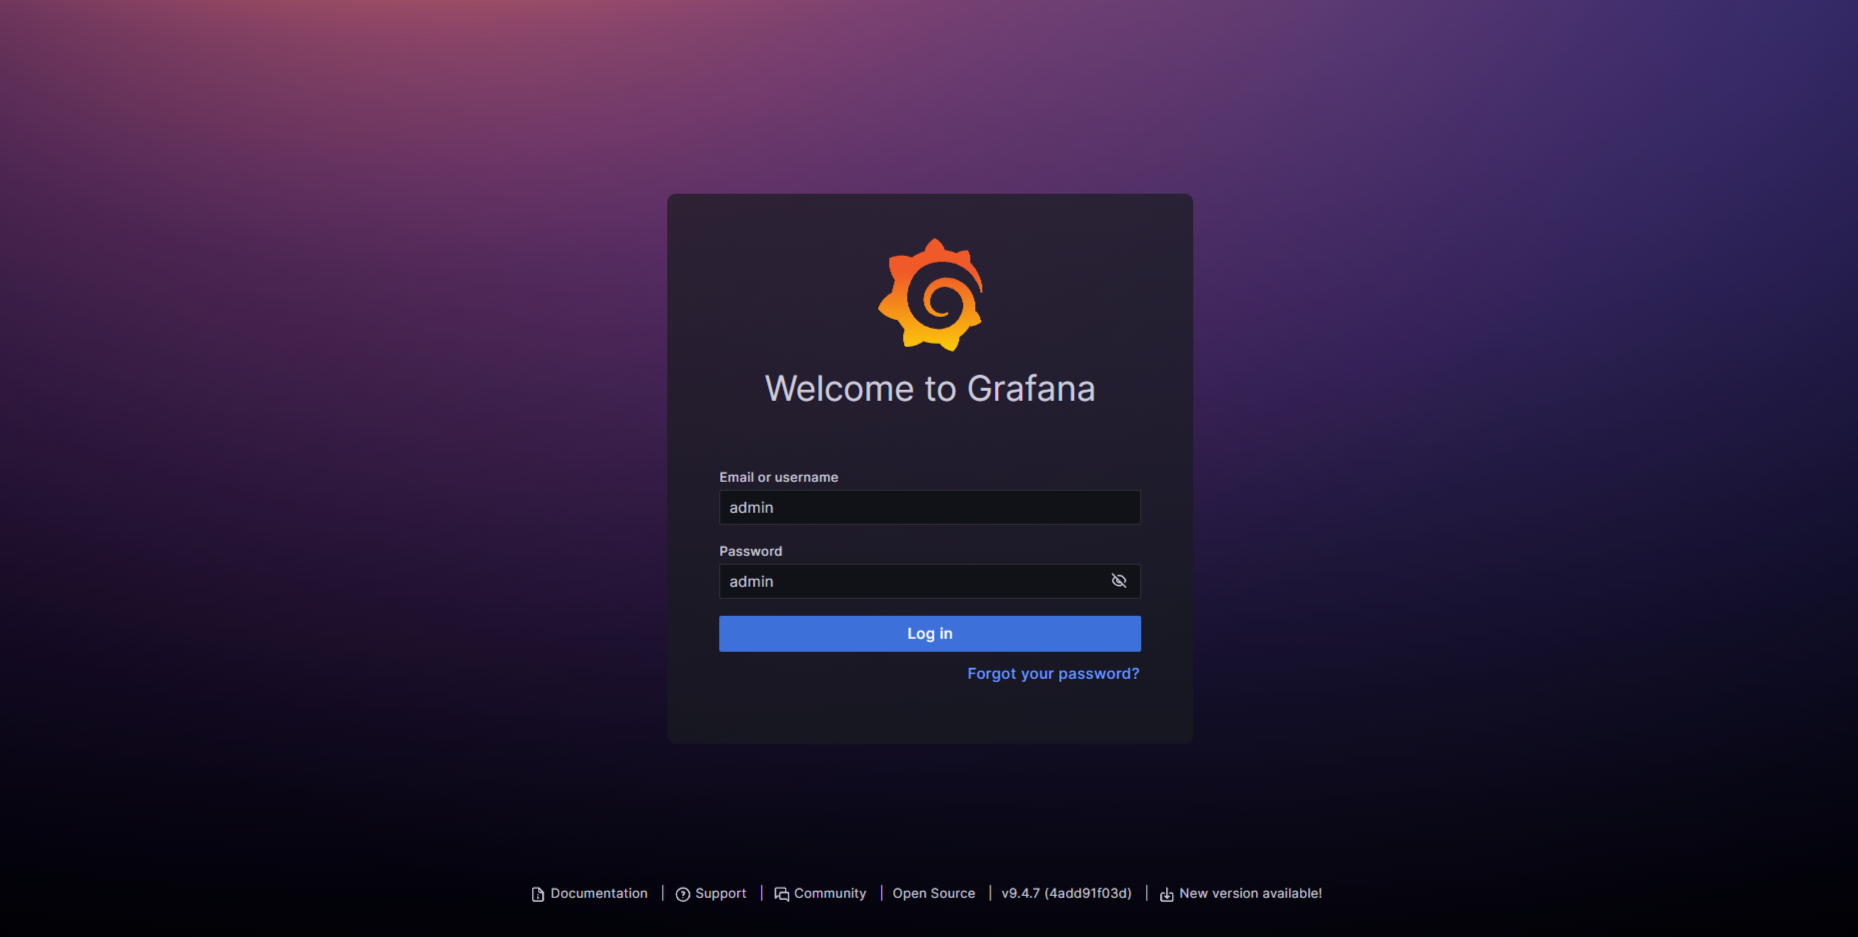 Welcome to Grafana
Email or username
admin
Password
admin
Log in
Forgot your password?
Documentation | Support | Community | Open Source | v9.4.7 (4add91f03d) | New version available!